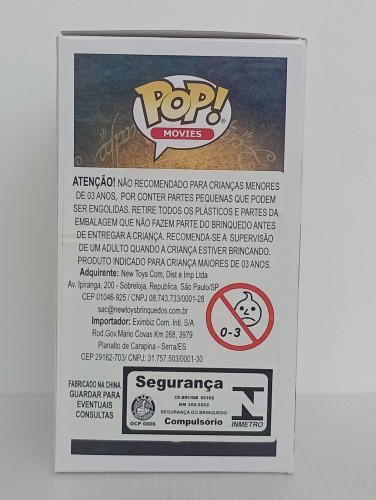 POP!
MOVIES
ATENÇÃO! NÃO RECOMENDADO PARA CRIANÇAS MENORES
DE 03 ANOS, POR CONTER PARTES PEQUENAS QUE PODEM
SER ENGOLIDAS. RETIRE TODOS OS PLÁSTICOS E PARTES DA
EMBALAGEM QUE NÃO FAZEM PARTE DO BRINQUEDO ANTES
DE ENTREGAR A CRIANÇA. RECOMENDA-SE A SUPERVISÃO
DE UM ADULTO QUANDO A CRIANÇA ESTIVER BRINCANDO.
PRODUTO INDICADO PARA CRIANÇA MAIORES DE 03 ANOS.
Adquirente: New Toys Com, Dist e Imp Ltda
Av. Ipiranga, 200 - Sobreloja, Republica, São Paulo/SP
CEP 01046-925 / CNPJ 08.743.733/0001-28
sac@newtoysbrinquedos.com.br
Importador: Eximbiz Com. Intl. S/A
Rod.Gov.Mário Covas Km 268, 3979
Planalto de Carapina - Serra/ES
CEP 29162-703/ CNPJ: 31.757.503/0001-30
0-3
FABRICADO NA CHINA
GUARDAR PARA
EVENTUAIS
CONSULTAS
Segurança
NM 300/2002
SEGURANÇA DO BRINQUEDO
Compulsório
OCP 0006
INMETRO